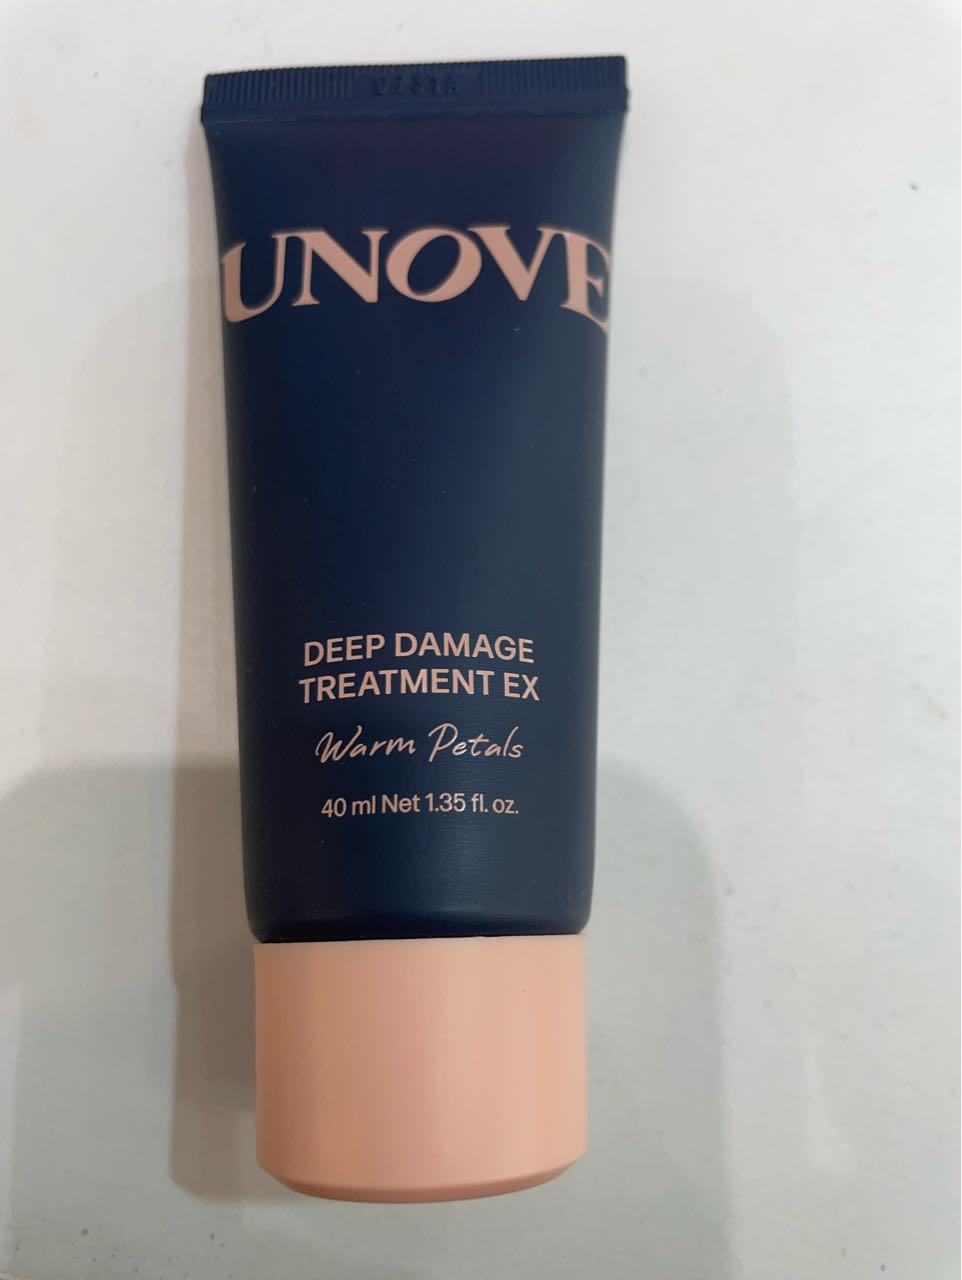 UNOVE
DEEP DAMAGE
TREATMENT EX
Warm Petals
40 ml Net 1.35 fl. oz.